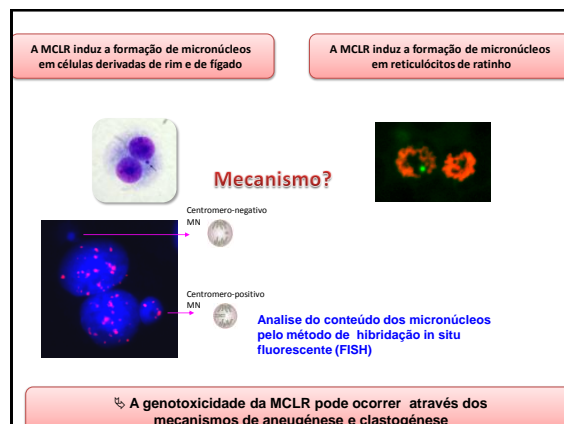 A MCLR induz a formação de micronúcleos
em células derivadas de rim e de fígado
A MCLR induz a formação de micronúcleos
em reticulócitos de ratinho
Mecanismo?
Centromero-negativo
MN
Centromero-positivo
MN
Analise do conteúdo dos micronúcleos
pelo método de hibridação in situ
fluorescente (FISH)
A genotoxicidade da MCLR pode ocorrer através dos
mecanismos de aneugénese e clastogénese